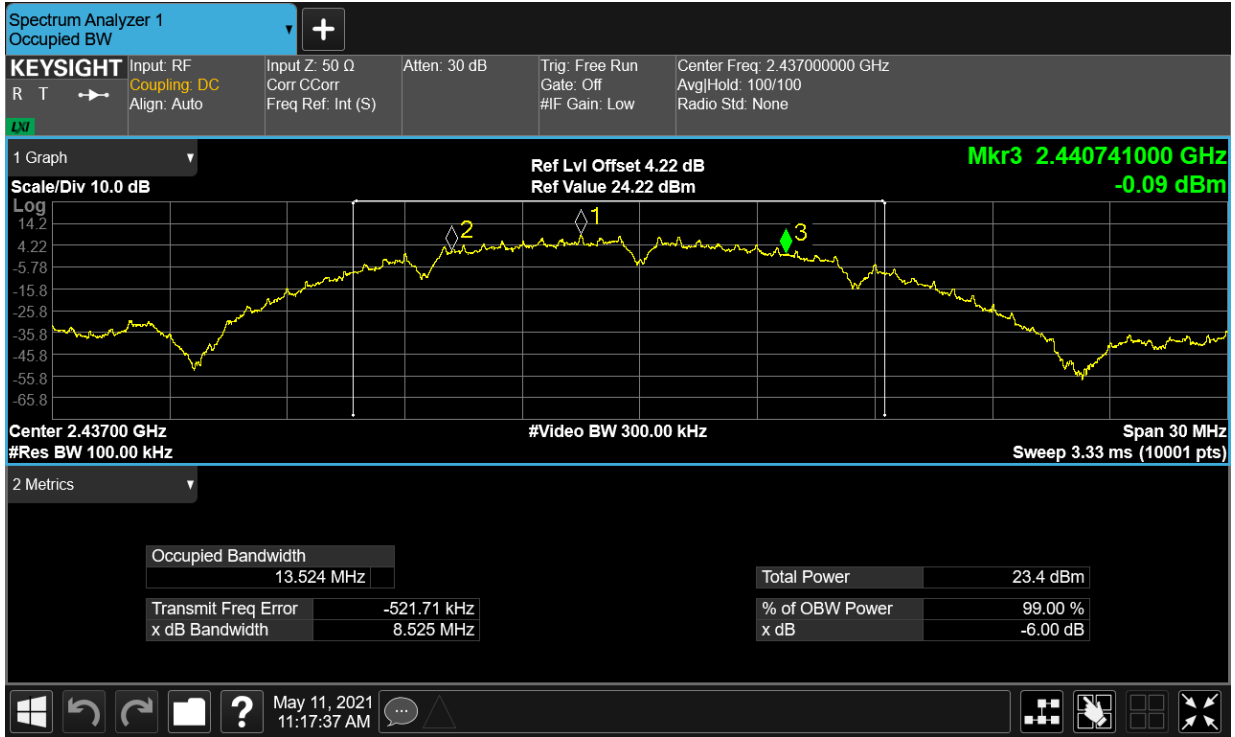 Spectrum Analyzer 1
Occupied BW
KEYSIGHT
R T
LXI
Input: RF
Coupling: DC
Align: Auto
Input Z: 50 Ω
Corr CCorr
Freq Ref: Int (S)
Atten: 30 dB
Trig: Free Run
Gate: Off
#IF Gain: Low
Center Freq: 2.437000000 GHz
Avg|Hold: 100/100
Radio Std: None
1 Graph
Scale/Div 10.0 dB
Ref Lvl Offset 4.22 dB
Ref Value 24.22 dBm
Mkr3 2.440741000 GHz
-0.09 dBm
Log
14.2
4.22
-5.78
-15.8
-25.8
-35.8
-45.8
-55.8
-65.8
2
1
3
Center 2.43700 GHz
#Video BW 300.00 kHz
Span 30 MHz
#Res BW 100.00 kHz
Sweep 3.33 ms (10001 pts)
2 Metrics
Occupied Bandwidth
13.524 MHz
Total Power 23.4 dBm
Transmit Freq Error -521.71 kHz
% of OBW Power 99.00 %
x dB Bandwidth 8.525 MHz
x dB -6.00 dB
?
May 11, 2021
11:17:37 AM